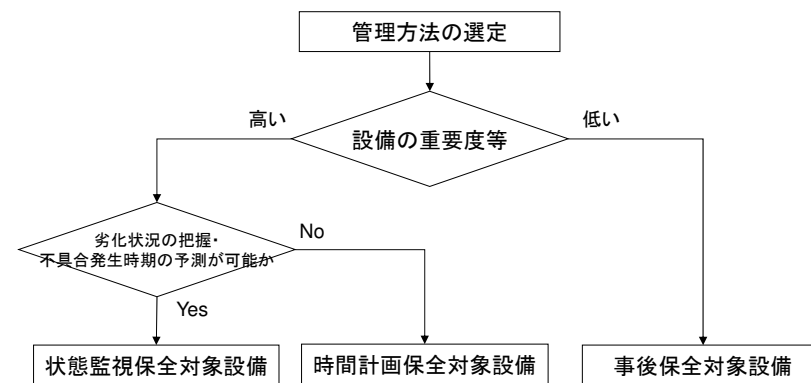 管理方法の選定
高い
設備の重要度等
低い
劣化状況の把握・
不具合発生時期の予測が可能か
No
Yes
状態監視保全対象設備
時間計画保全対象設備
事後保全対象設備